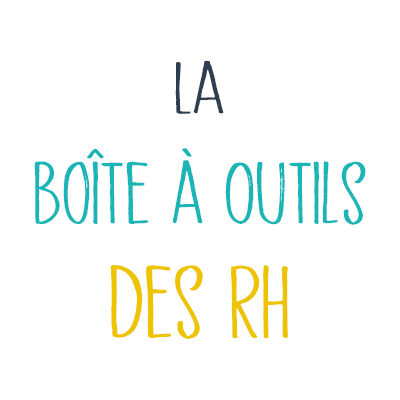 LA
BOÎTE À OUTILS
DES RH